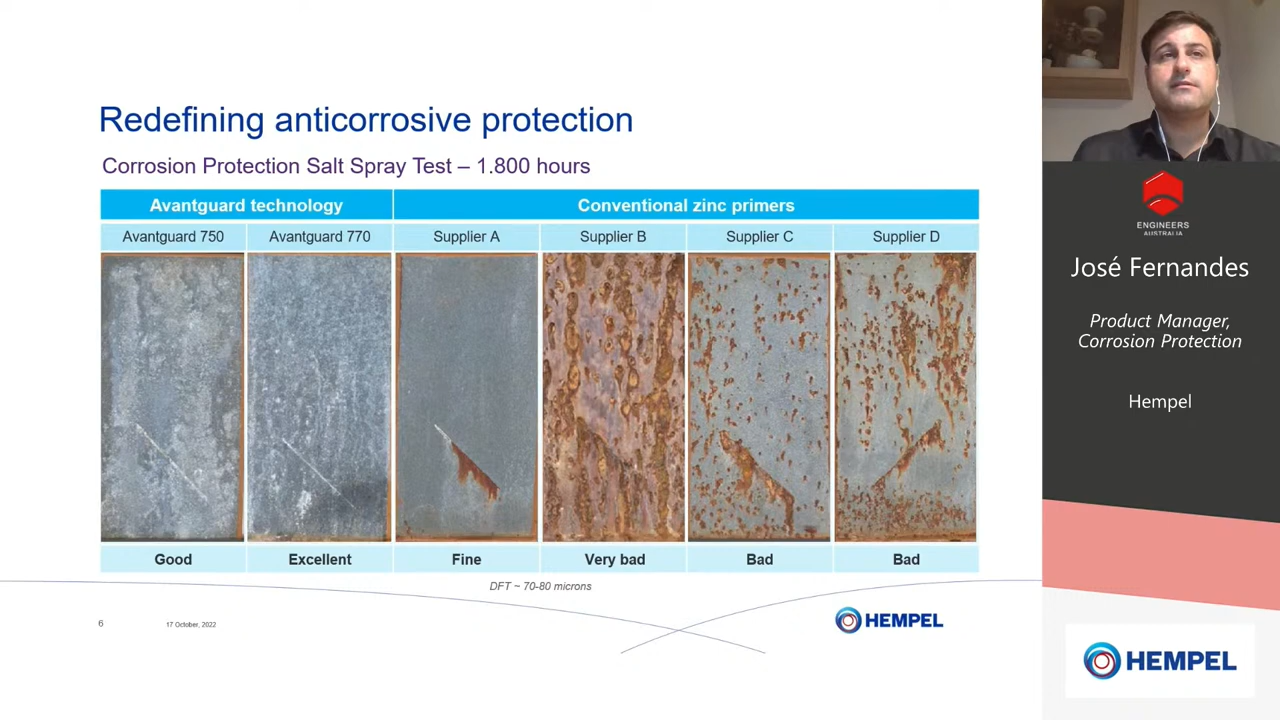 Redefining anticorrosive protection
Corrosion Protection Salt Spray Test – 1.800 hours
Avantguard technology
Conventional zinc primers
Avantguard 750
Avantguard 770
Supplier A
Supplier B
Supplier C
Supplier D
Good
Excellent
Fine
Very bad
Bad
Bad
DFT ~ 70-80 microns
6
17 October, 2022
HEMPEL
ENGINEERS
AUSTRALIA
José Fernandes
Product Manager,
Corrosion Protection
Hempel
HEMPEL